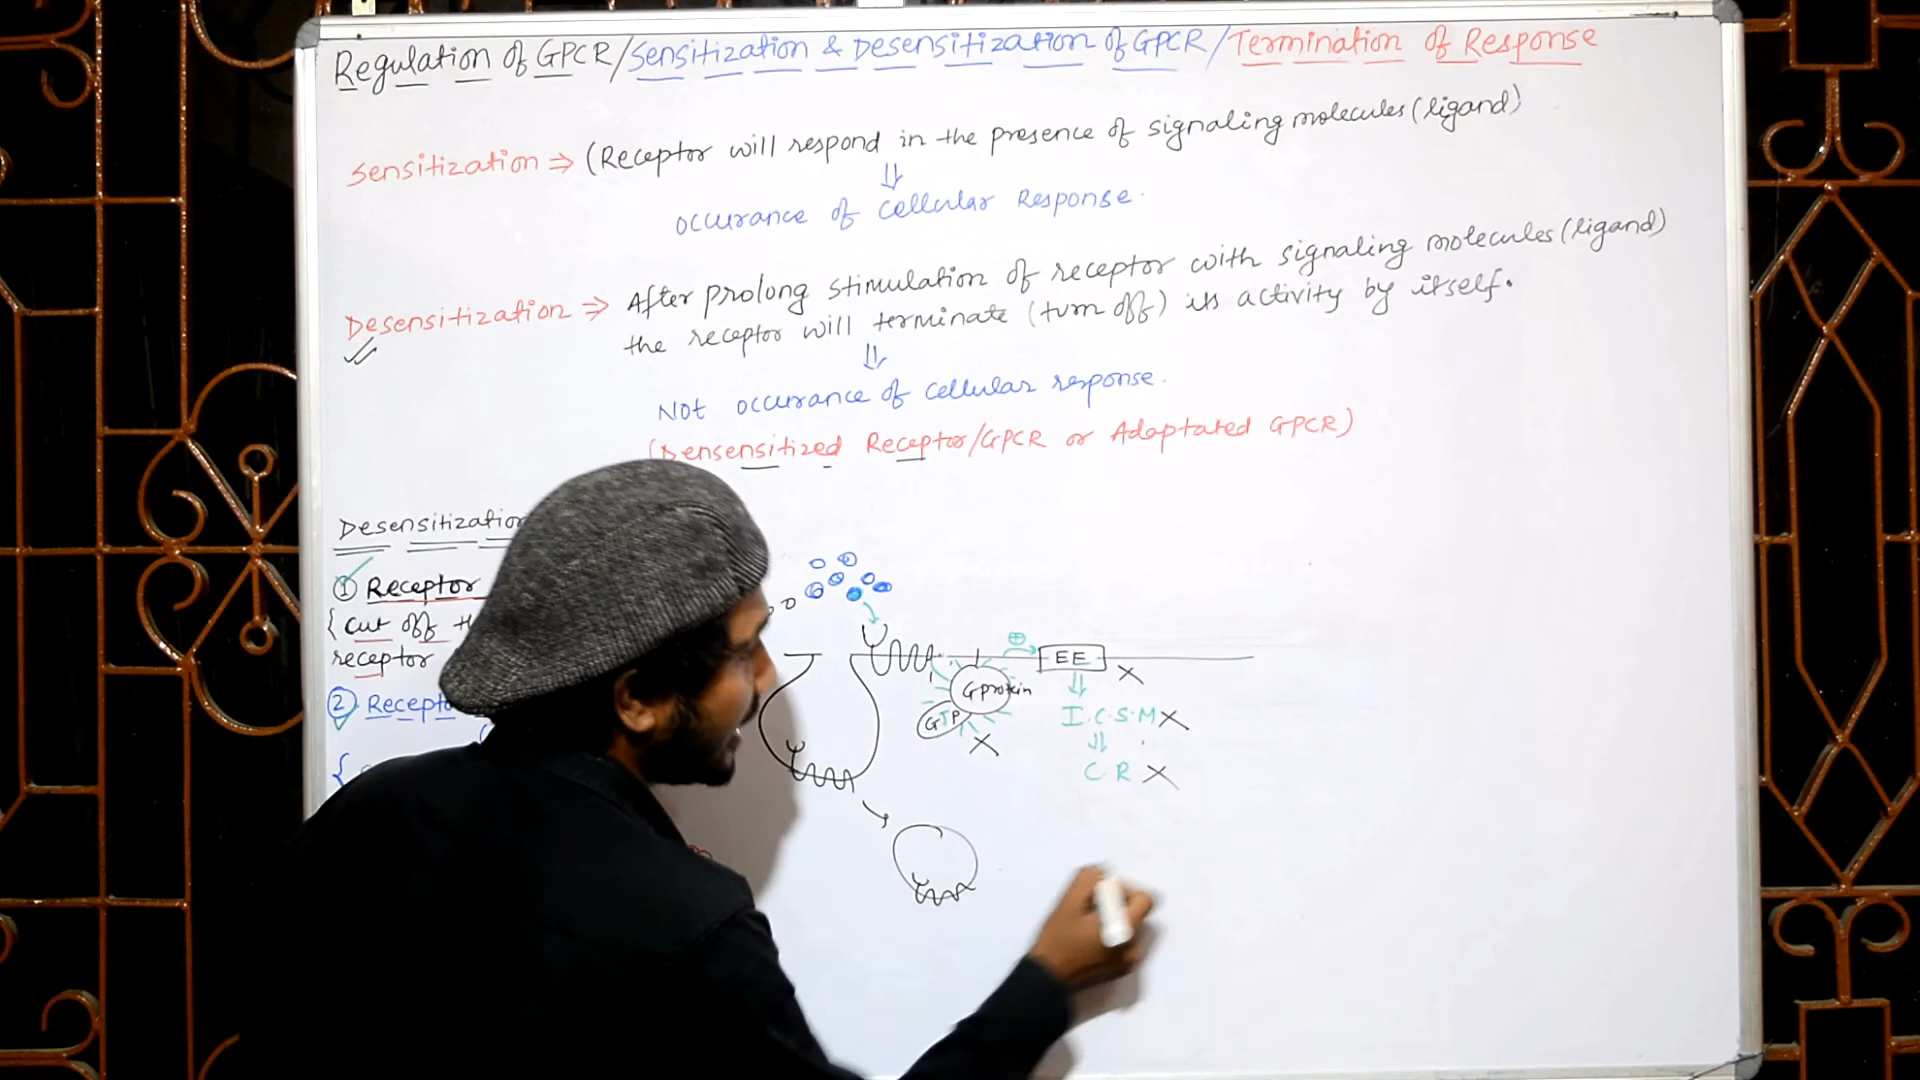 Regulation of GPCR/Sensitization & Desensitization of GPCR/Termination of Response
Sensitization ⇒ (Receptor will respond in the presence of signaling molecules (ligand)
⇓
occurance of cellular Response.
Desensitization ⇒ After prolong stimulation of receptor with signaling molecules (ligand)
the receptor will terminate (turn off) its activity by itself.
⇓
Not occurance of cellular response.
(Densensitized Receptor/GPCR or Adaptated GPCR)
Desensitization
① Receptor
{ cut off
receptor
②
⊕
EE
X
G protein
GTP
X
I.C.S.M X
⇓
C R X